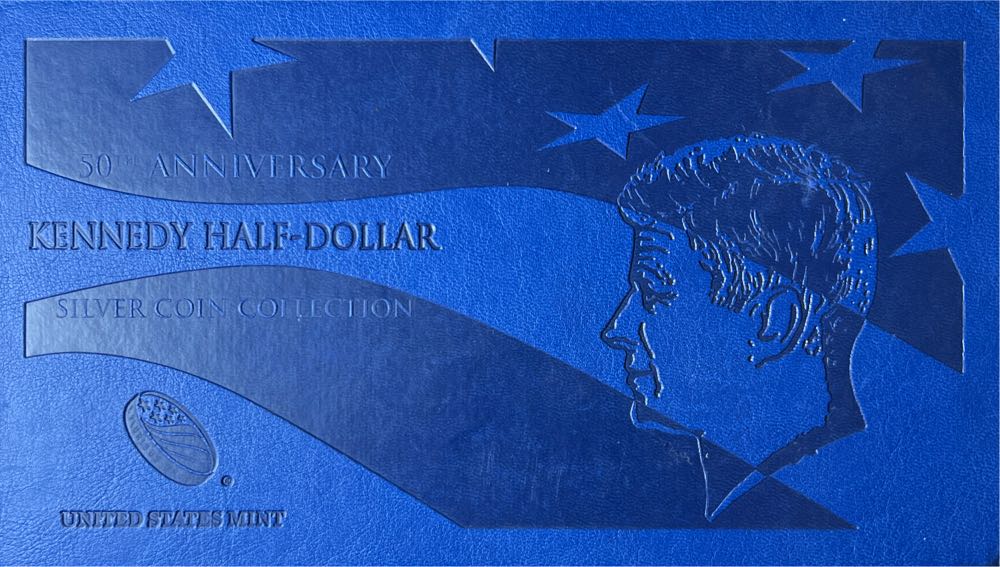 50TH ANNIVERSARY
KENNEDY HALF-DOLLAR
SILVER COIN COLLECTION
UNITED STATES MINT